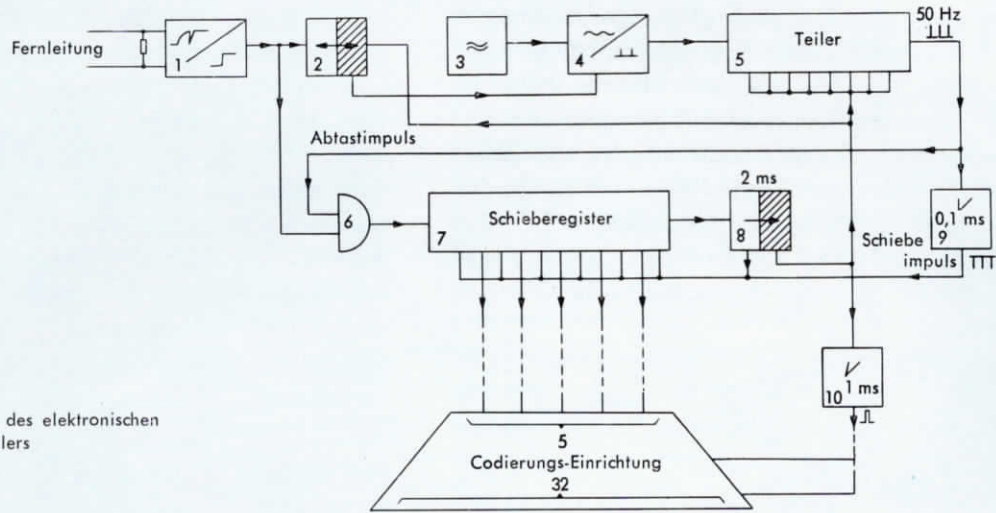 50 Hz
Fernleitung
1
2
3
4
Teiler
5
Abtastimpuls
2 ms
6
Schieberegister
7
8
0,1 ms
9
Schiebe
impuls
1 ms
10
des elektronischen
lers
5
Codierungs-Einrichtung
32